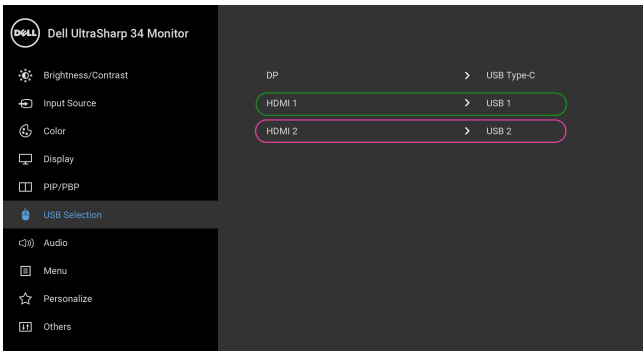 DELL Dell UltraSharp 34 Monitor
Brightness/Contrast
DP > USB Type-C
Input Source
HDMI 1 > USB 1
Color
HDMI 2 > USB 2
Display
PIP/PBP
USB Selection
Audio
Menu
Personalize
Others